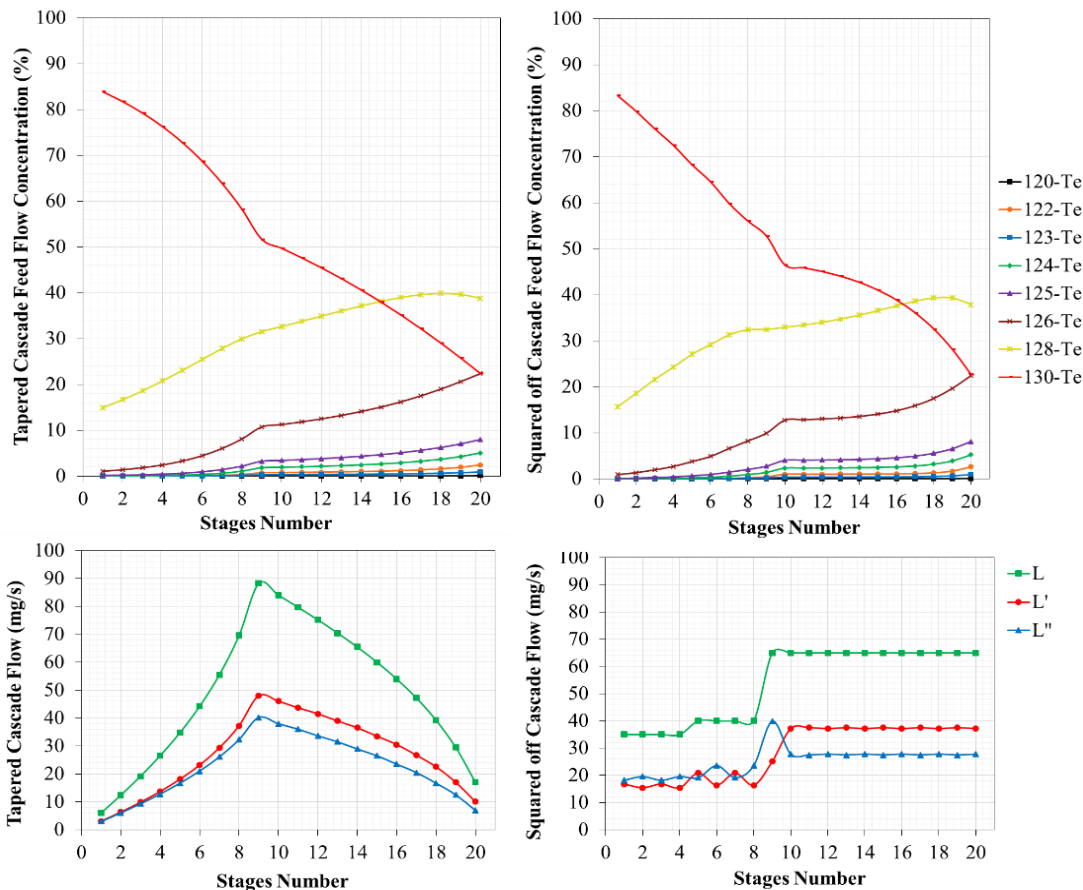 Tapered Cascade Feed Flow Concentration (%)
100
90
80
70
60
50
40
30
20
10
0
0 2 4 6 8 10 12 14 16 18 20
Stages Number
Squared off Cascade Feed Flow Concentration (%)
100
90
80
70
60
50
40
30
20
10
0
0 2 4 6 8 10 12 14 16 18 20
Stages Number
120-Te
122-Te
123-Te
124-Te
125-Te
126-Te
128-Te
130-Te
Tapered Cascade Flow (mg/s)
100
90
80
70
60
50
40
30
20
10
0
0 2 4 6 8 10 12 14 16 18 20
Stages Number
Squared off Cascade Flow (mg/s)
100
90
80
70
60
50
40
30
20
10
0
0 2 4 6 8 10 12 14 16 18 20
Stages Number
L
L'
L"